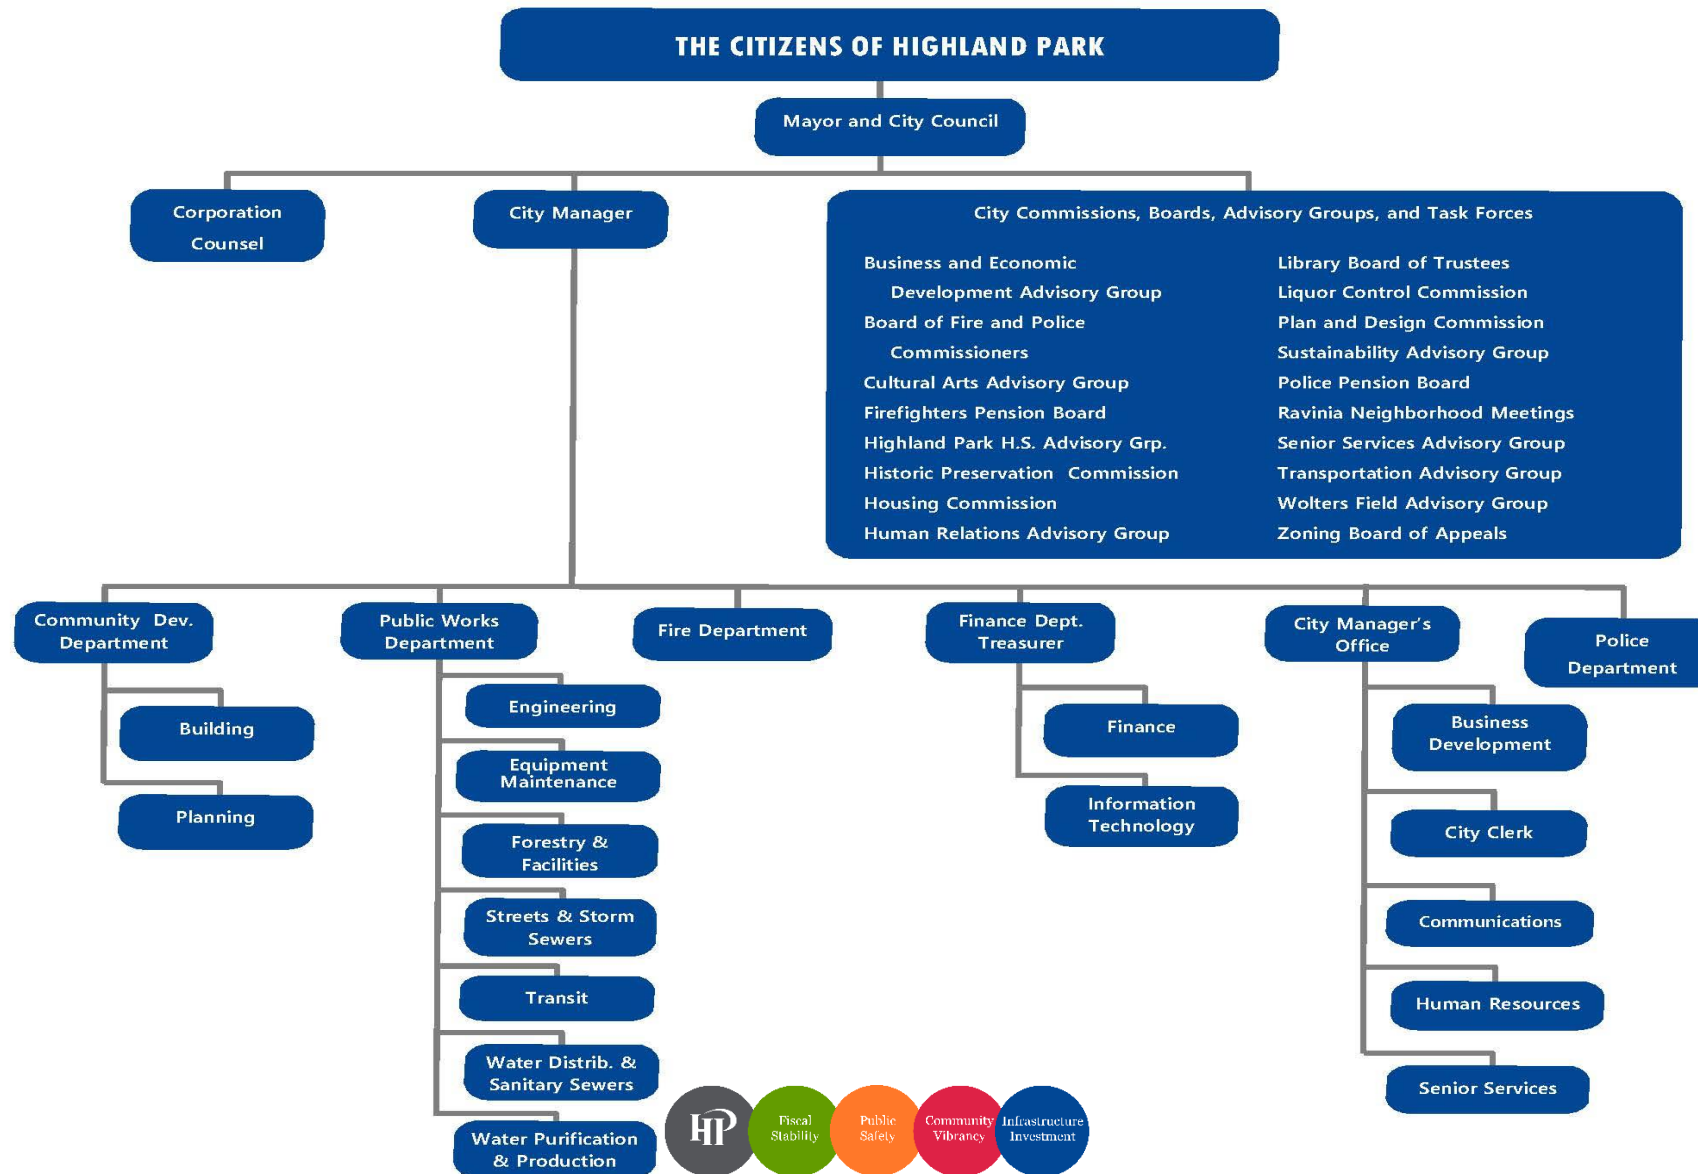 THE CITIZENS OF HIGHLAND PARK
Mayor and City Council
Corporation
Counsel
City Manager
City Commissions, Boards, Advisory Groups, and Task Forces
Business and Economic
Development Advisory Group
Board of Fire and Police
Commissioners
Cultural Arts Advisory Group
Firefighters Pension Board
Highland Park H.S. Advisory Grp.
Historic Preservation Commission
Housing Commission
Human Relations Advisory Group
Library Board of Trustees
Liquor Control Commission
Plan and Design Commission
Sustainability Advisory Group
Police Pension Board
Ravinia Neighborhood Meetings
Senior Services Advisory Group
Transportation Advisory Group
Wolters Field Advisory Group
Zoning Board of Appeals
Community Dev.
Department
Building
Planning
Public Works
Department
Engineering
Equipment
Maintenance
Forestry &
Facilities
Streets & Storm
Sewers
Transit
Water Distrib. &
Sanitary Sewers
Water Purification
& Production
Fire Department
Finance Dept.
Treasurer
Finance
Information
Technology
City Manager's
Office
Business
Development
City Clerk
Communications
Human Resources
Senior Services
Police
Department
HP
Fiscal
Stability
Public
Safety
Community
Vibrancy
Infrastructure
Investment